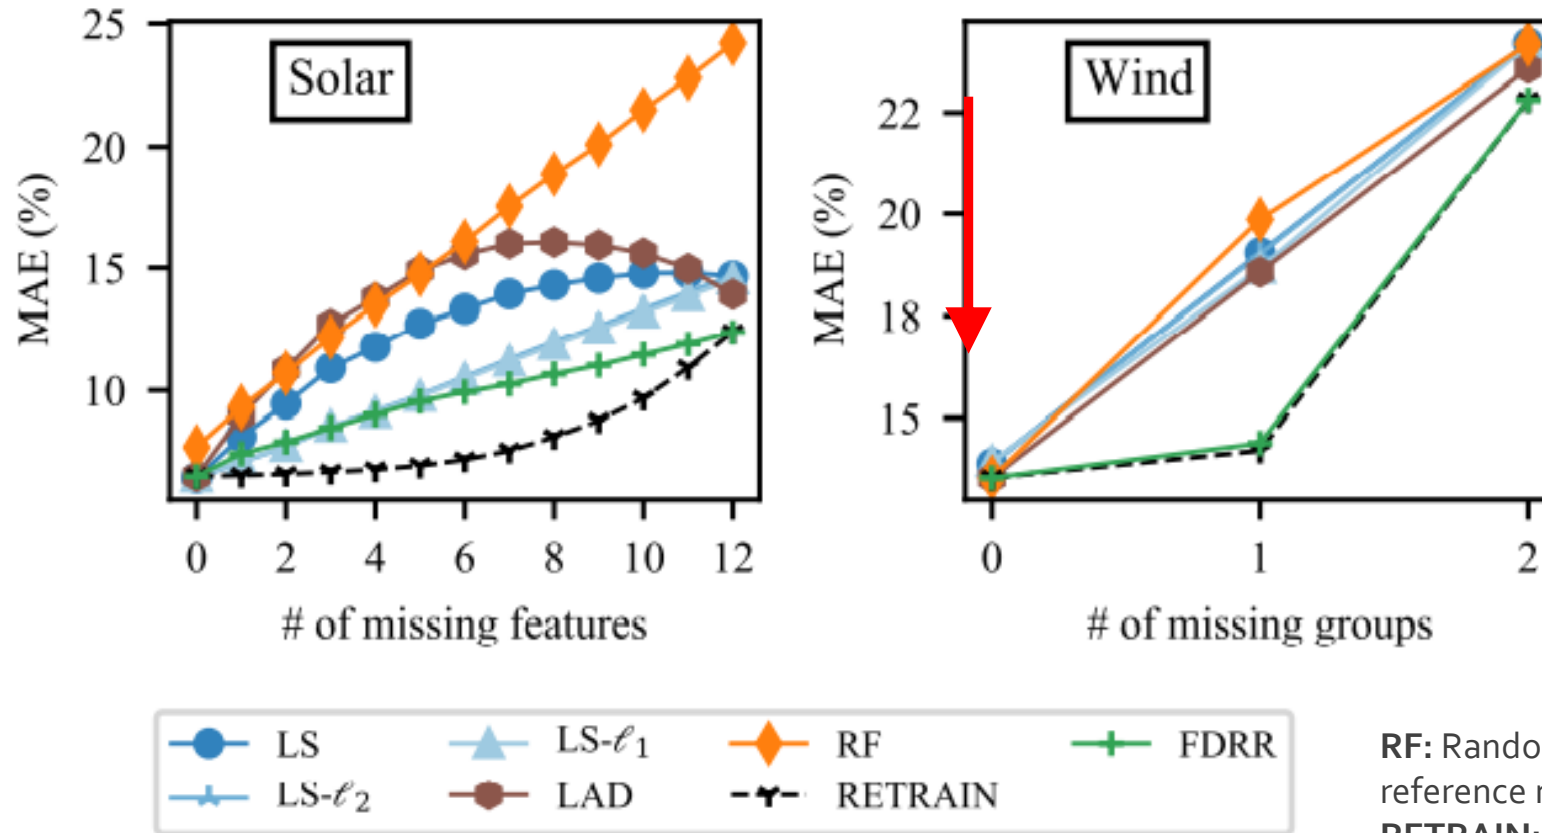 Solar
MAE (%)
25
20
15
10
0 2 4 6 8 10 12
# of missing features
Wind
MAE (%)
22
20
18
15
0 1 2
# of missing groups
LS LS-ℓ1 RF FDRR
LS-ℓ2 LAD RETRAIN
RF:
reference
RETRAIN: